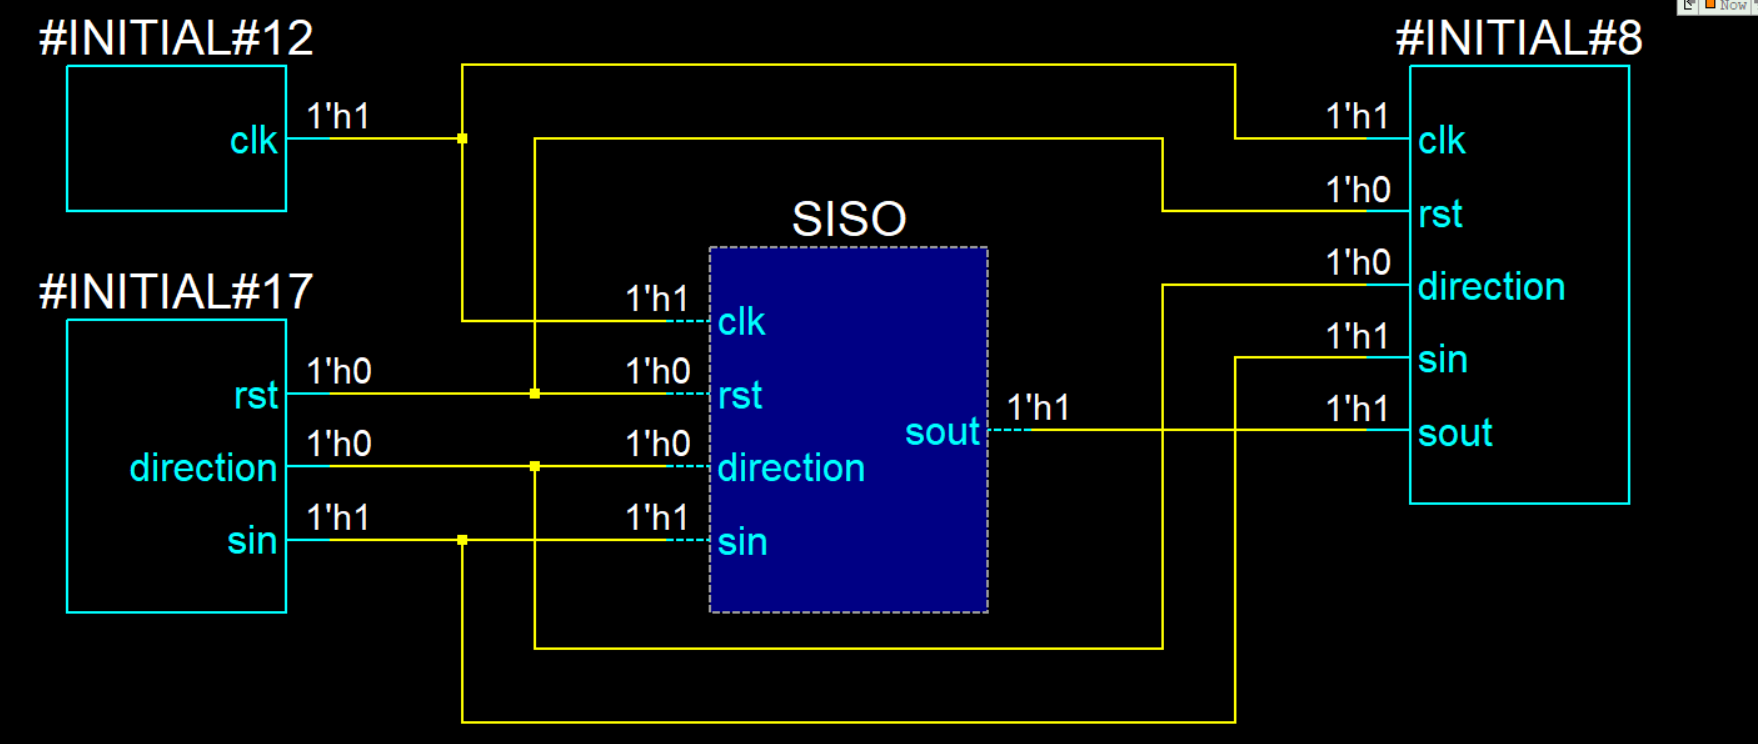 Now
#INITIAL#12
1'h1
clk
#INITIAL#17
1'h0
rst
1'h0
direction
1'h1
sin
SISO
1'h1
clk
1'h0
rst
1'h0
direction
1'h1
sin
1'h1
sout
#INITIAL#8
1'h1
clk
1'h0
rst
1'h0
direction
1'h1
sin
1'h1
sout